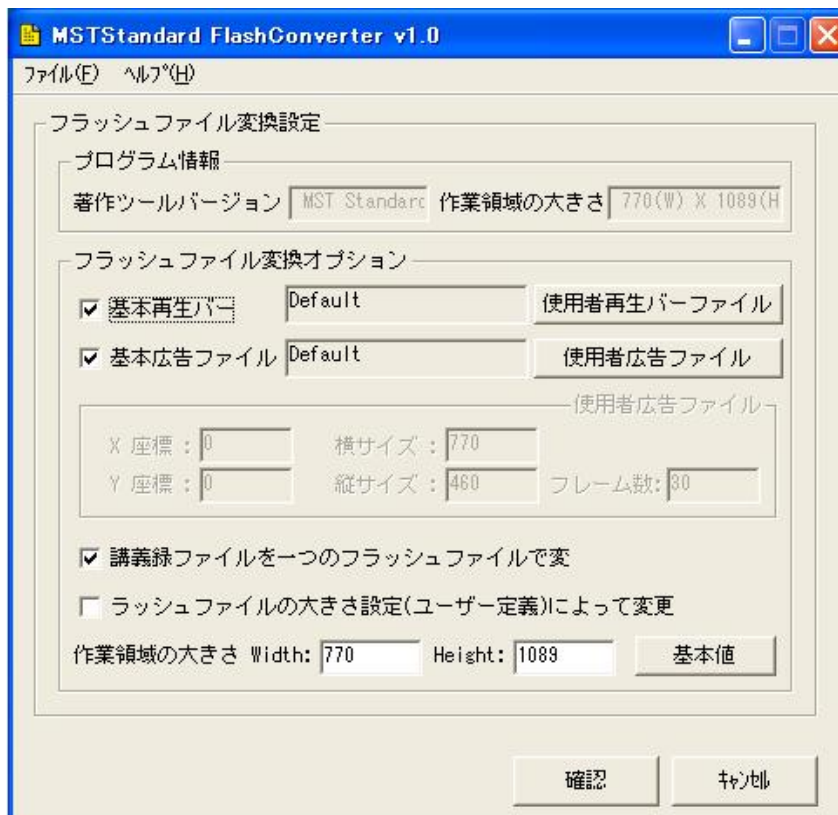 MSTStandard FlashConverter v1.0
ファイル(F) ヘルプ(H)
フラッシュファイル変換設定
プログラム情報
著作ツールバージョン MST Standard 作業領域の大きさ 770(W) X 1089(H
フラッシュファイル変換オプション
基本再生バー Default 使用者再生バーファイル
基本広告ファイル Default 使用者広告ファイル
使用者広告ファイル
X 座標 : 0 横サイズ : 770
Y 座標 : 0 縦サイズ : 460 フレーム数: 30
講義録ファイルを一つのフラッシュファイルで変
ラッシュファイルの大きさ設定(ユーザー定義)によって変更
作業領域の大きさ Width: 770 Height: 1089 基本値
確認 キャンセル